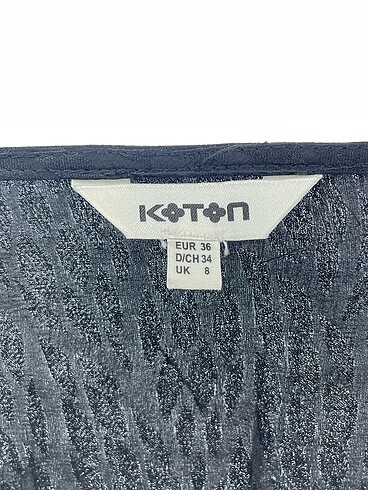 KOTON
EUR 36
D/CH 34
UK 8